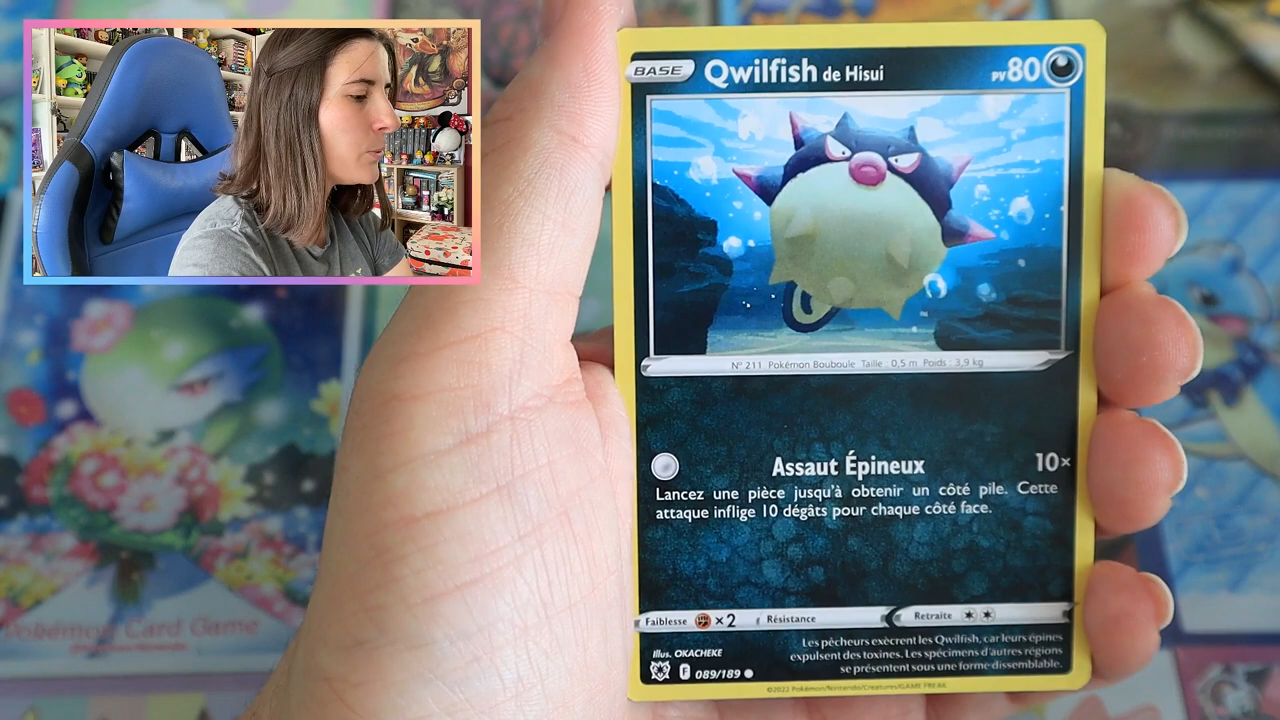 BASE Qwilfish de Hisui PV80
N° 211 Pokémon Bouboule Taille : 0,5 m Poids : 3,9 kg
Assaut Épineux 10×
Lancez une pièce jusqu'à obtenir un côté pile. Cette
attaque inflige 10 dégâts pour chaque côté face.
Faiblesse ×2 Résistance Retraite
Les pêcheurs exècrent les Qwilfish, car leurs épines
expulsent des toxines. Les spécimens d'autres régions
se présentent sous une forme dissemblable.
Illus. OKACHEKE
F 089/189
©2022 Pokémon/Nintendo/Creatures/GAME FREAK
Pokémon Card Game